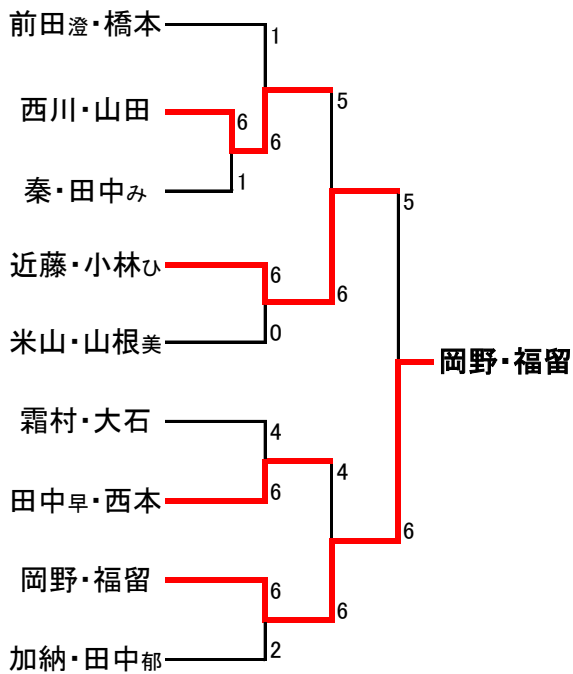 前田澄・橋本
1
西川・山田
6
6
5
秦・田中み
1
5
近藤・小林ひ
6
6
米山・山根美
0
岡野・福留
霜村・大石
4
田中早・西本
6
4
6
岡野・福留
6
6
加納・田中郁
2